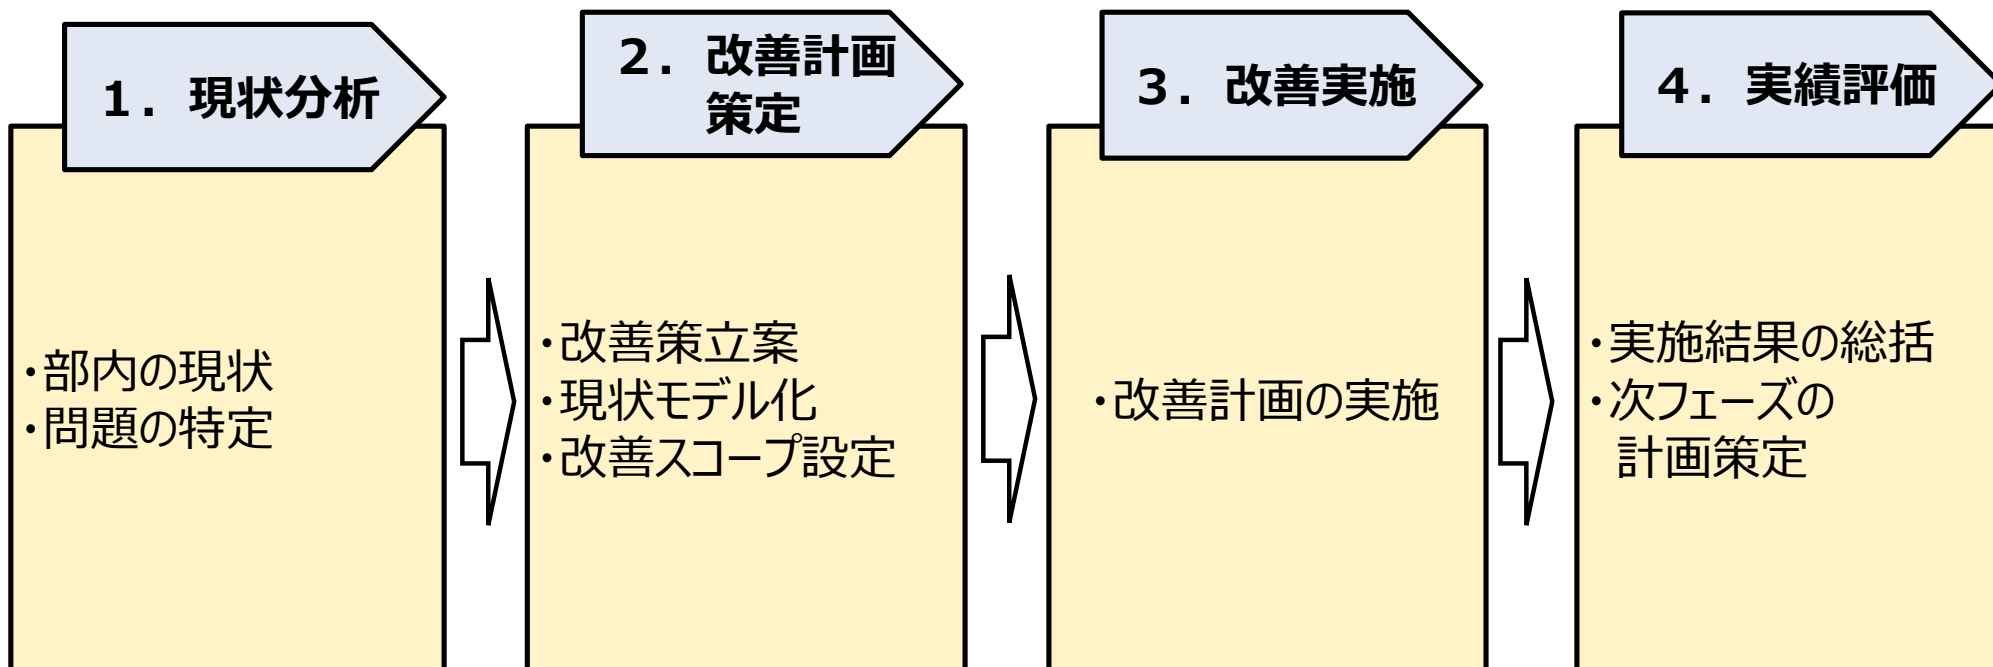 1．現状分析
・部内の現状
・問題の特定
2．改善計画
策定
・改善策立案
・現状モデル化
・改善スコープ設定
3．改善実施
・改善計画の実施
4．実績評価
・実施結果の総括
・次フェーズの
計画策定